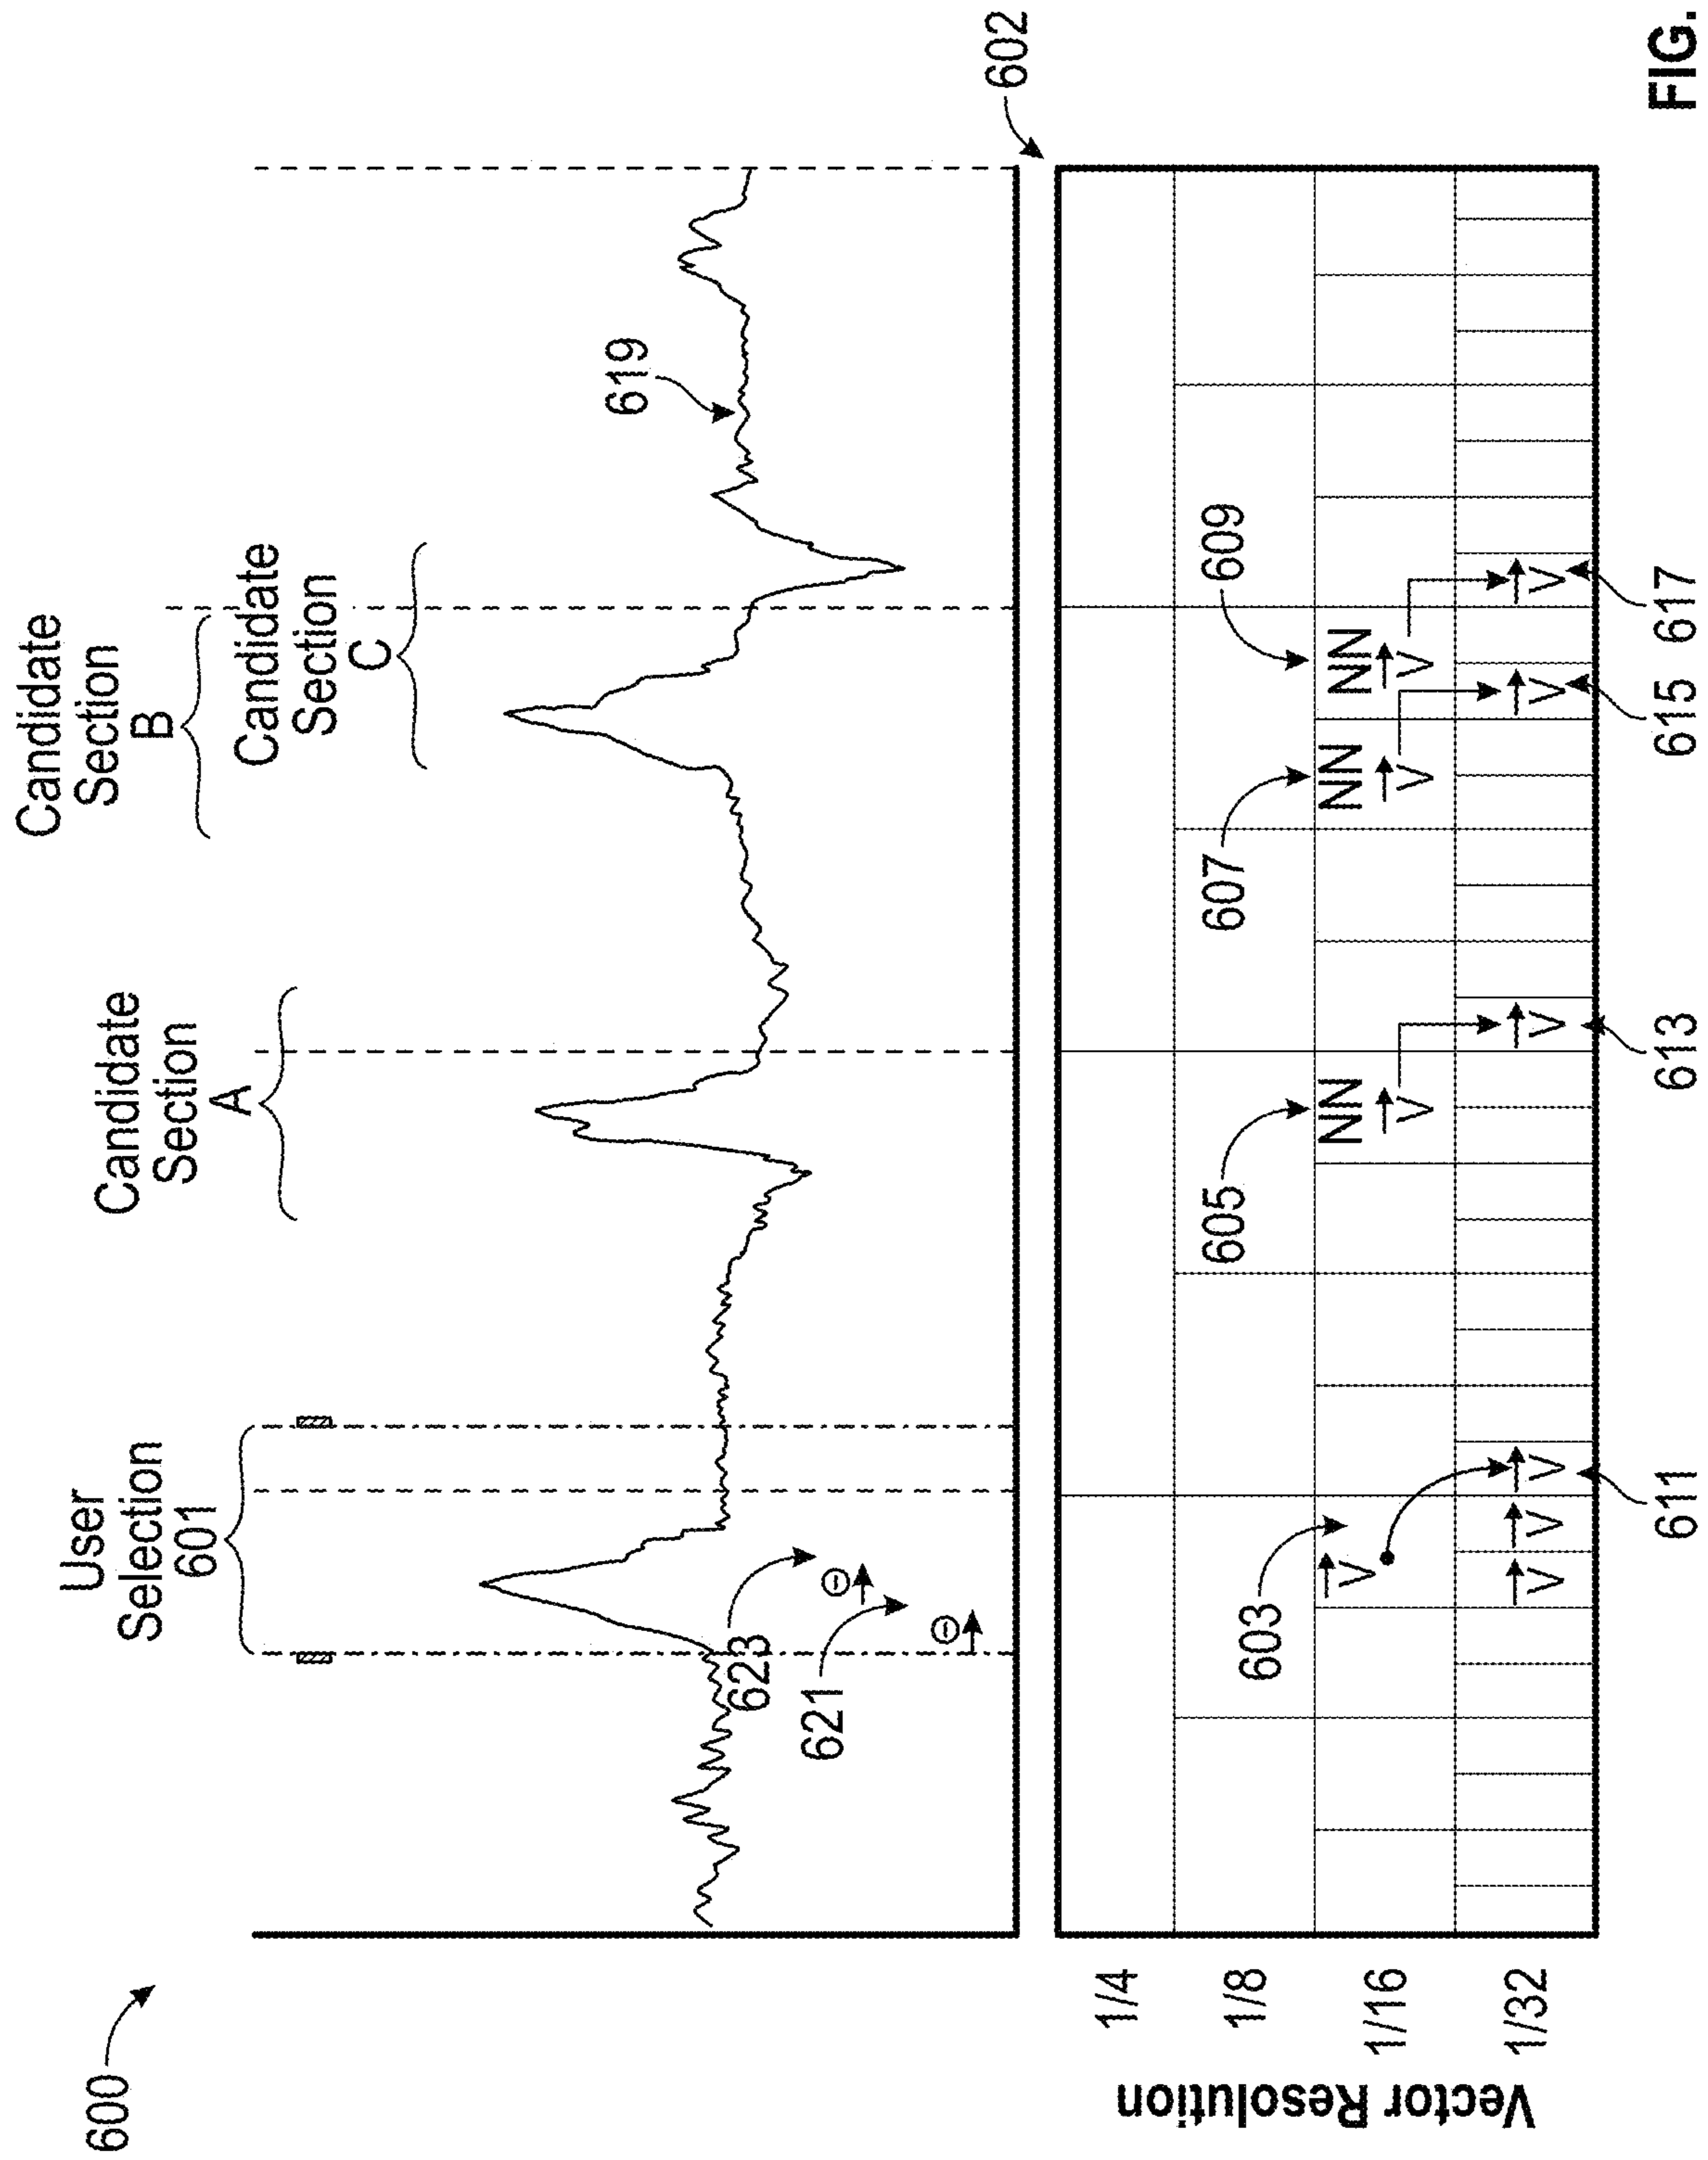 600
User
Selection
601
Candidate
Section
A
Candidate
Section
B
Candidate
Section
C
619
623
Θ
621
Θ
602
Vector Resolution
1/4
1/8
1/16
1/32
603
V
605
NN
V
607
NN
V
609
NN
V
V
V
V
V
V
V
611
613
615
617
FIG.